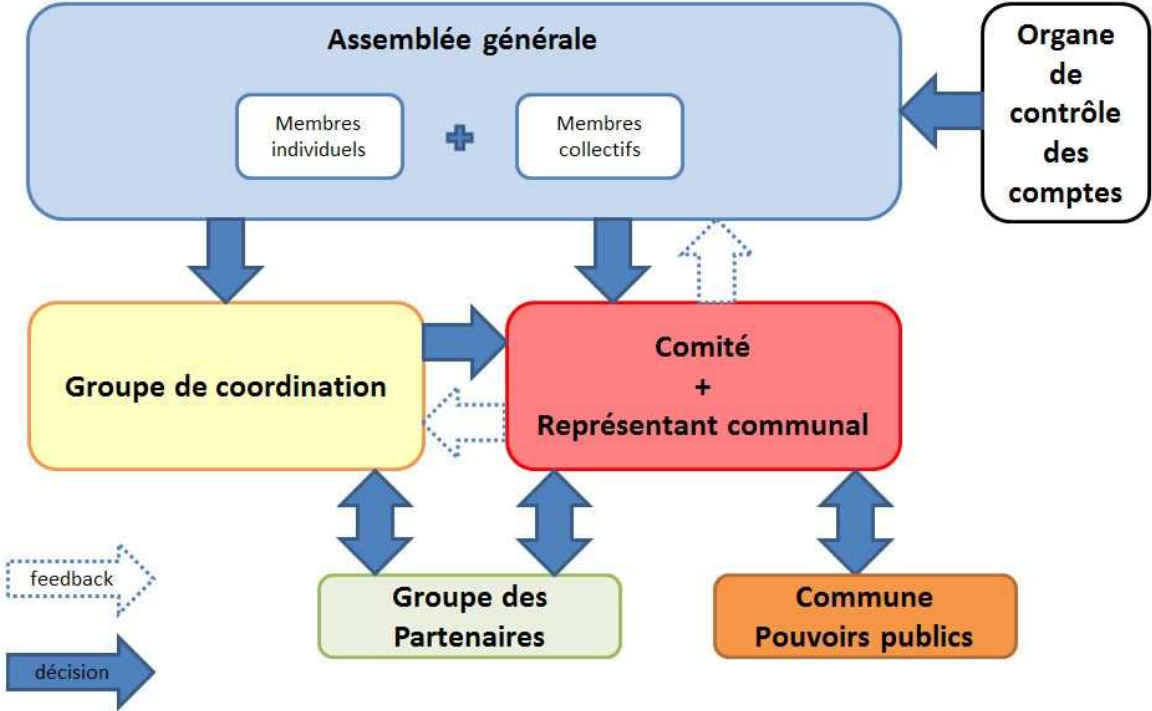 Assemblée générale
Membres
individuels
Membres
collectifs
Organe
de
contrôle
des
comptes
Groupe de coordination
Comité
+
Représentant communal
Groupe des
Partenaires
Commune
Pouvoirs publics
feedback
décision